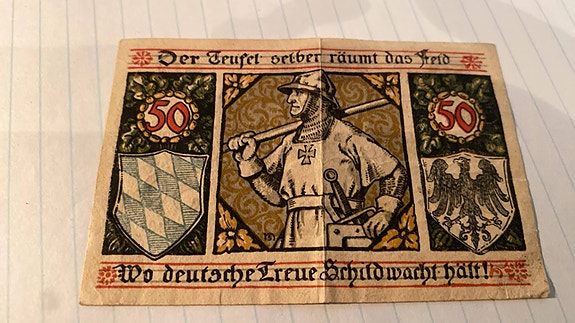 Der Teufel selber räumt das Feld
50 50
Wo deutsche Treue Schildwacht hält!